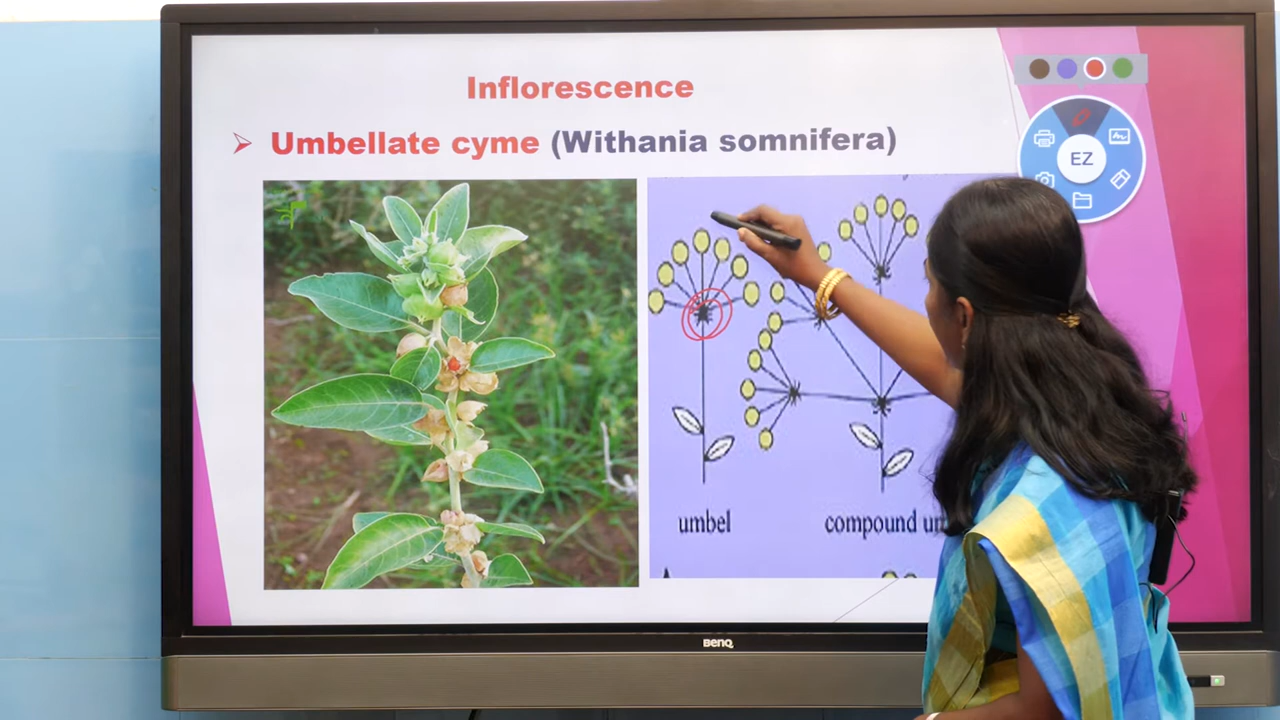 Inflorescence
Umbellate cyme (Withania somnifera)
EZ
umbel
compound
BenQ